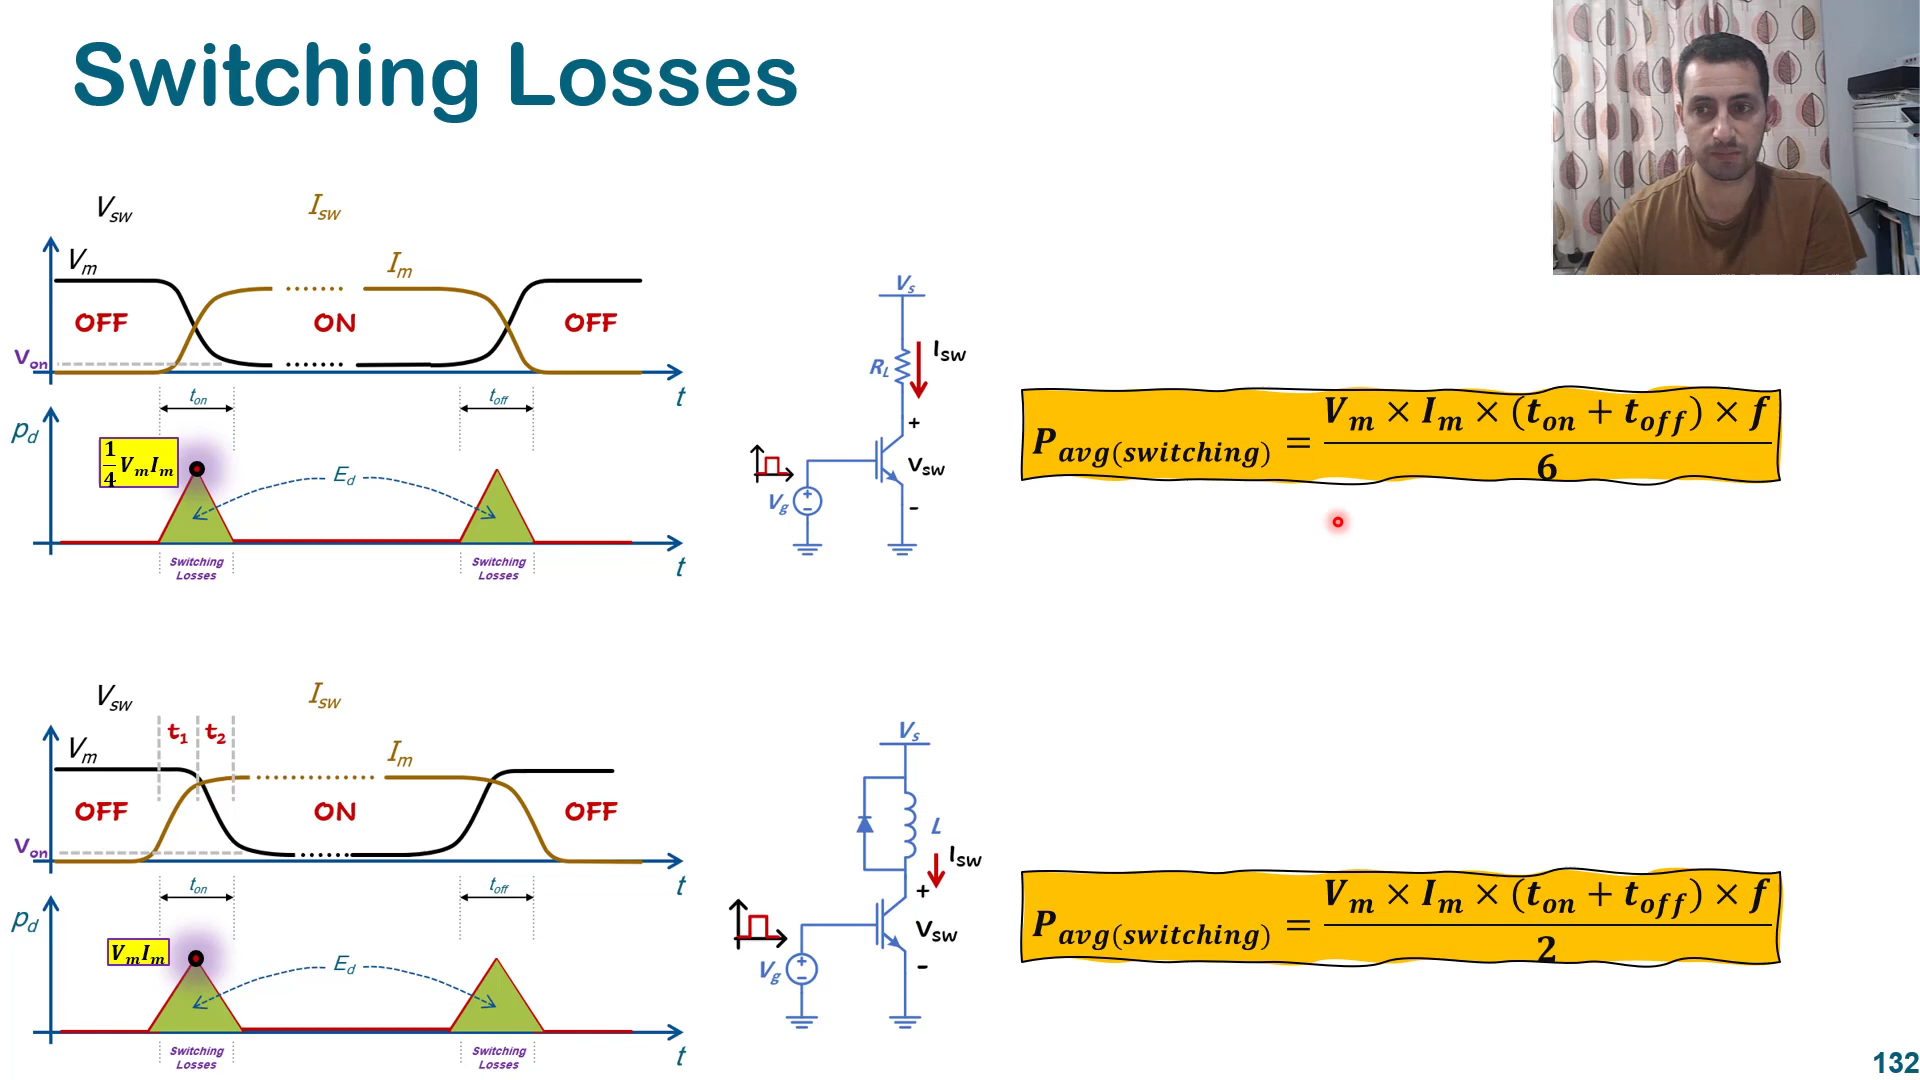 Switching Losses
V_sw I_sw
V_m I_m
OFF ON OFF
V_on
t_on t_off t
p_d
1/4 V_m I_m E_d
Switching Losses Switching Losses t
V_s
R_L I_sw
+
V_sw
V_g + -
-
P_avg(switching) = V_m × I_m × (t_on + t_off) × f / 6
V_sw I_sw
t_1 t_2
V_m I_m
OFF ON OFF
V_on
t_on t_off t
p_d
V_m I_m E_d
Switching Losses Switching Losses t
V_s
L
I_sw
+
V_sw
V_g + -
-
P_avg(switching) = V_m × I_m × (t_on + t_off) × f / 2
132